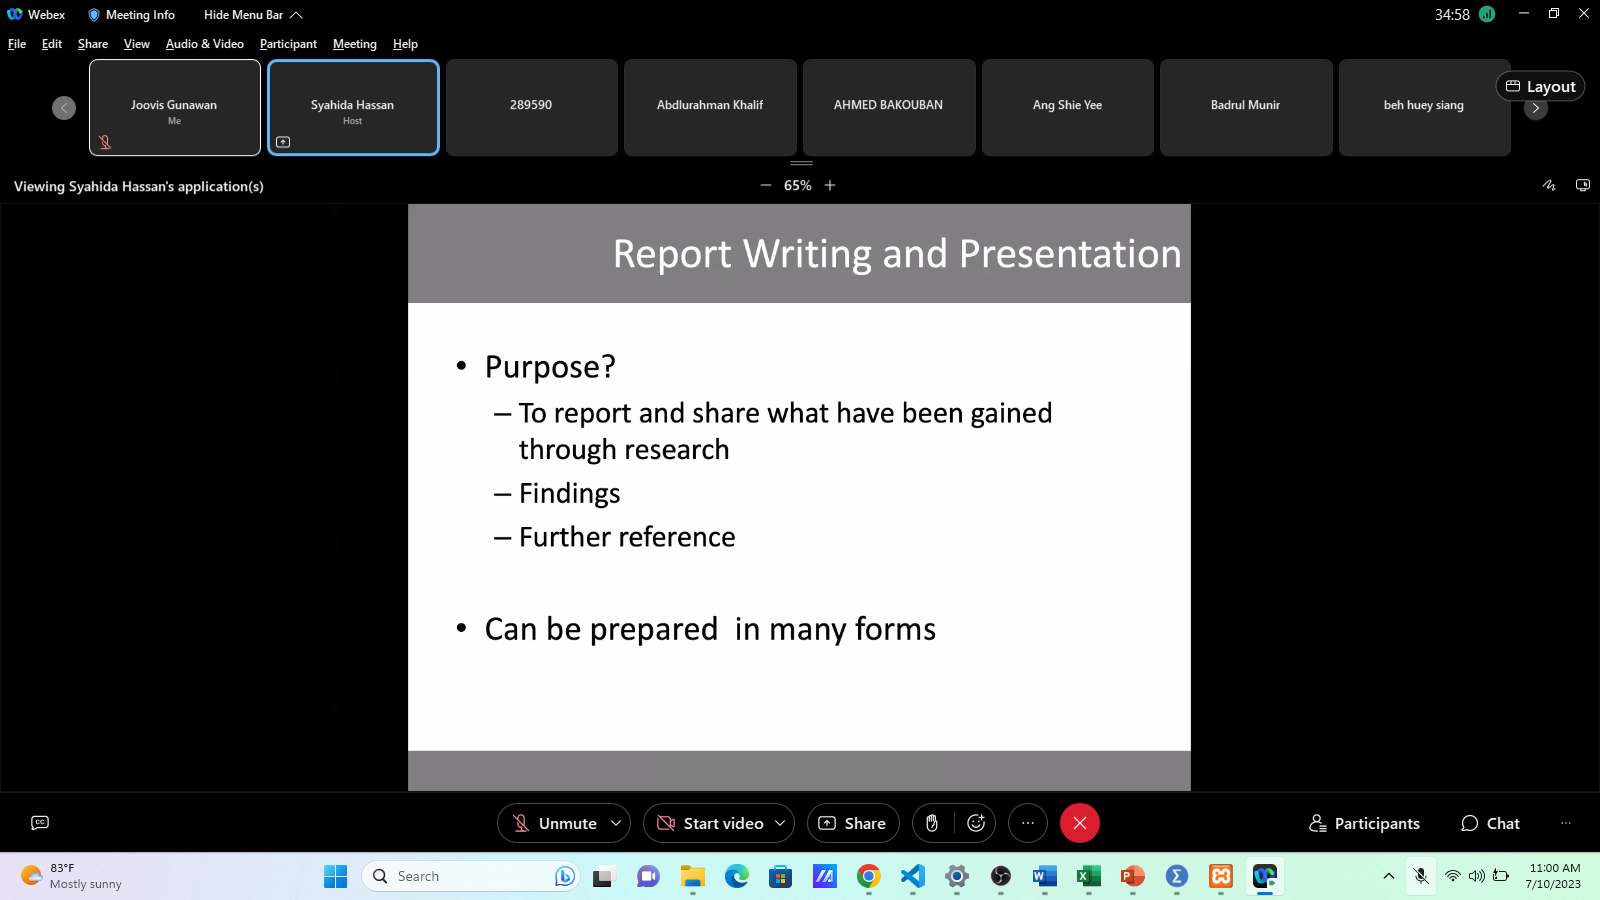 Webex Meeting Info Hide Menu Bar 34:58
File Edit Share View Audio & Video Participant Meeting Help
Joovis Gunawan
Me
Syahida Hassan
Host
289590
Abdlurahman Khalif
AHMED BAKOUBAN
Ang Shie Yee
Badrul Munir
beh huey siang
Layout
Viewing Syahida Hassan's application(s)
65%
Report Writing and Presentation
• Purpose?
– To report and share what have been gained
through research
– Findings
– Further reference
• Can be prepared in many forms
CC
Unmute Start video Share Participants Chat
83°F
Mostly sunny
Search
11:00 AM
7/10/2023